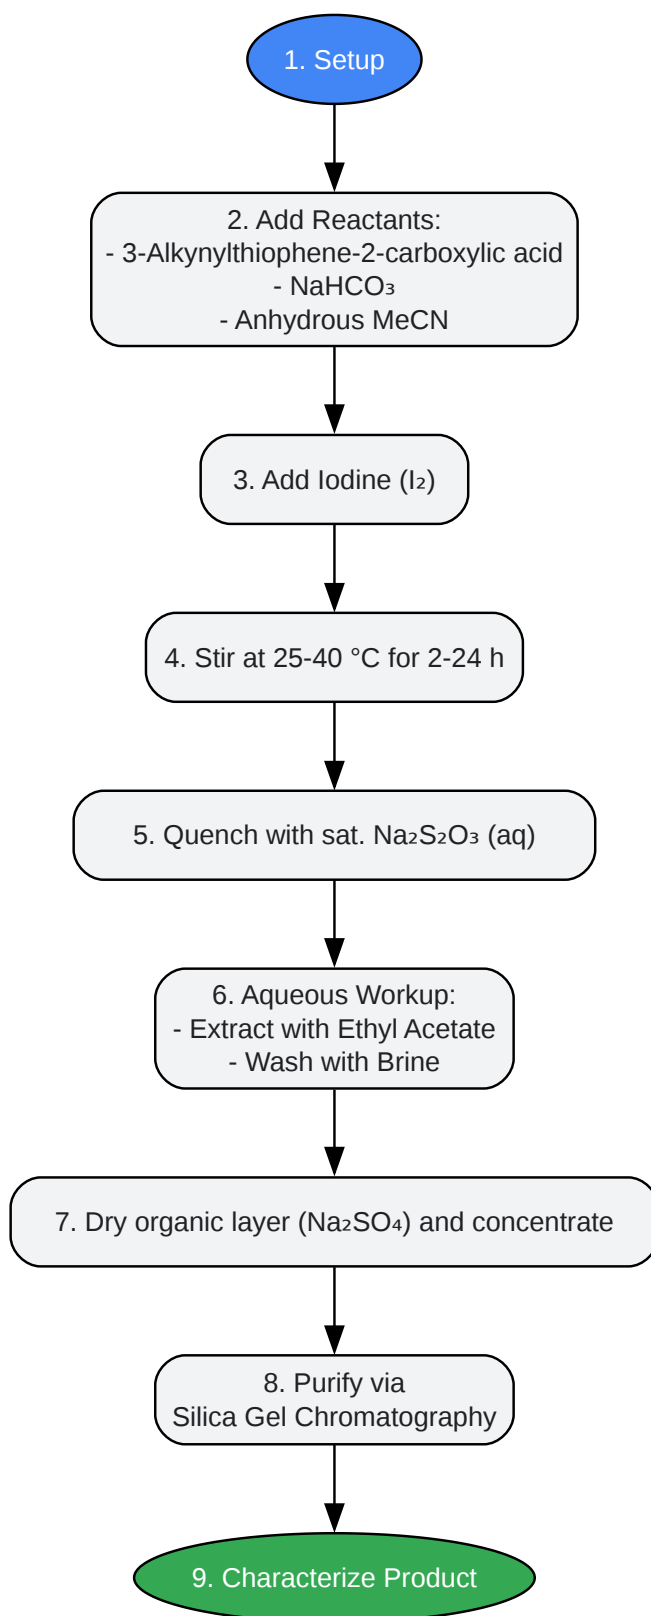 1. Setup
2. Add Reactants:
- 3-Alkynylthiophene-2-carboxylic acid
- NaHCO₃
- Anhydrous MeCN
3. Add Iodine (I₂)
4. Stir at 25-40 °C for 2-24 h
5. Quench with sat. Na₂S₂O₃ (aq)
6. Aqueous Workup:
- Extract with Ethyl Acetate
- Wash with Brine
7. Dry organic layer (Na₂SO₄) and concentrate
8. Purify via
Silica Gel Chromatography
9. Characterize Product